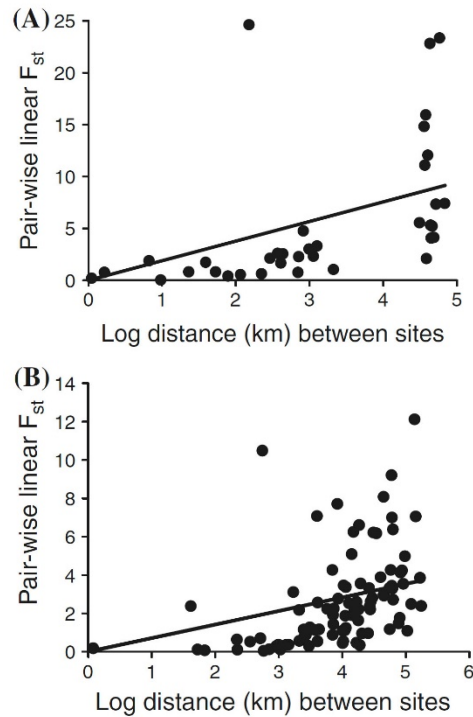 (A)
25
20
15
10
5
0
Pair-wise linear Fst
0 1 2 3 4 5
Log distance (km) between sites
(B)
14
12
10
8
6
4
2
0
Pair-wise linear Fst
0 1 2 3 4 5 6
Log distance (km) between sites